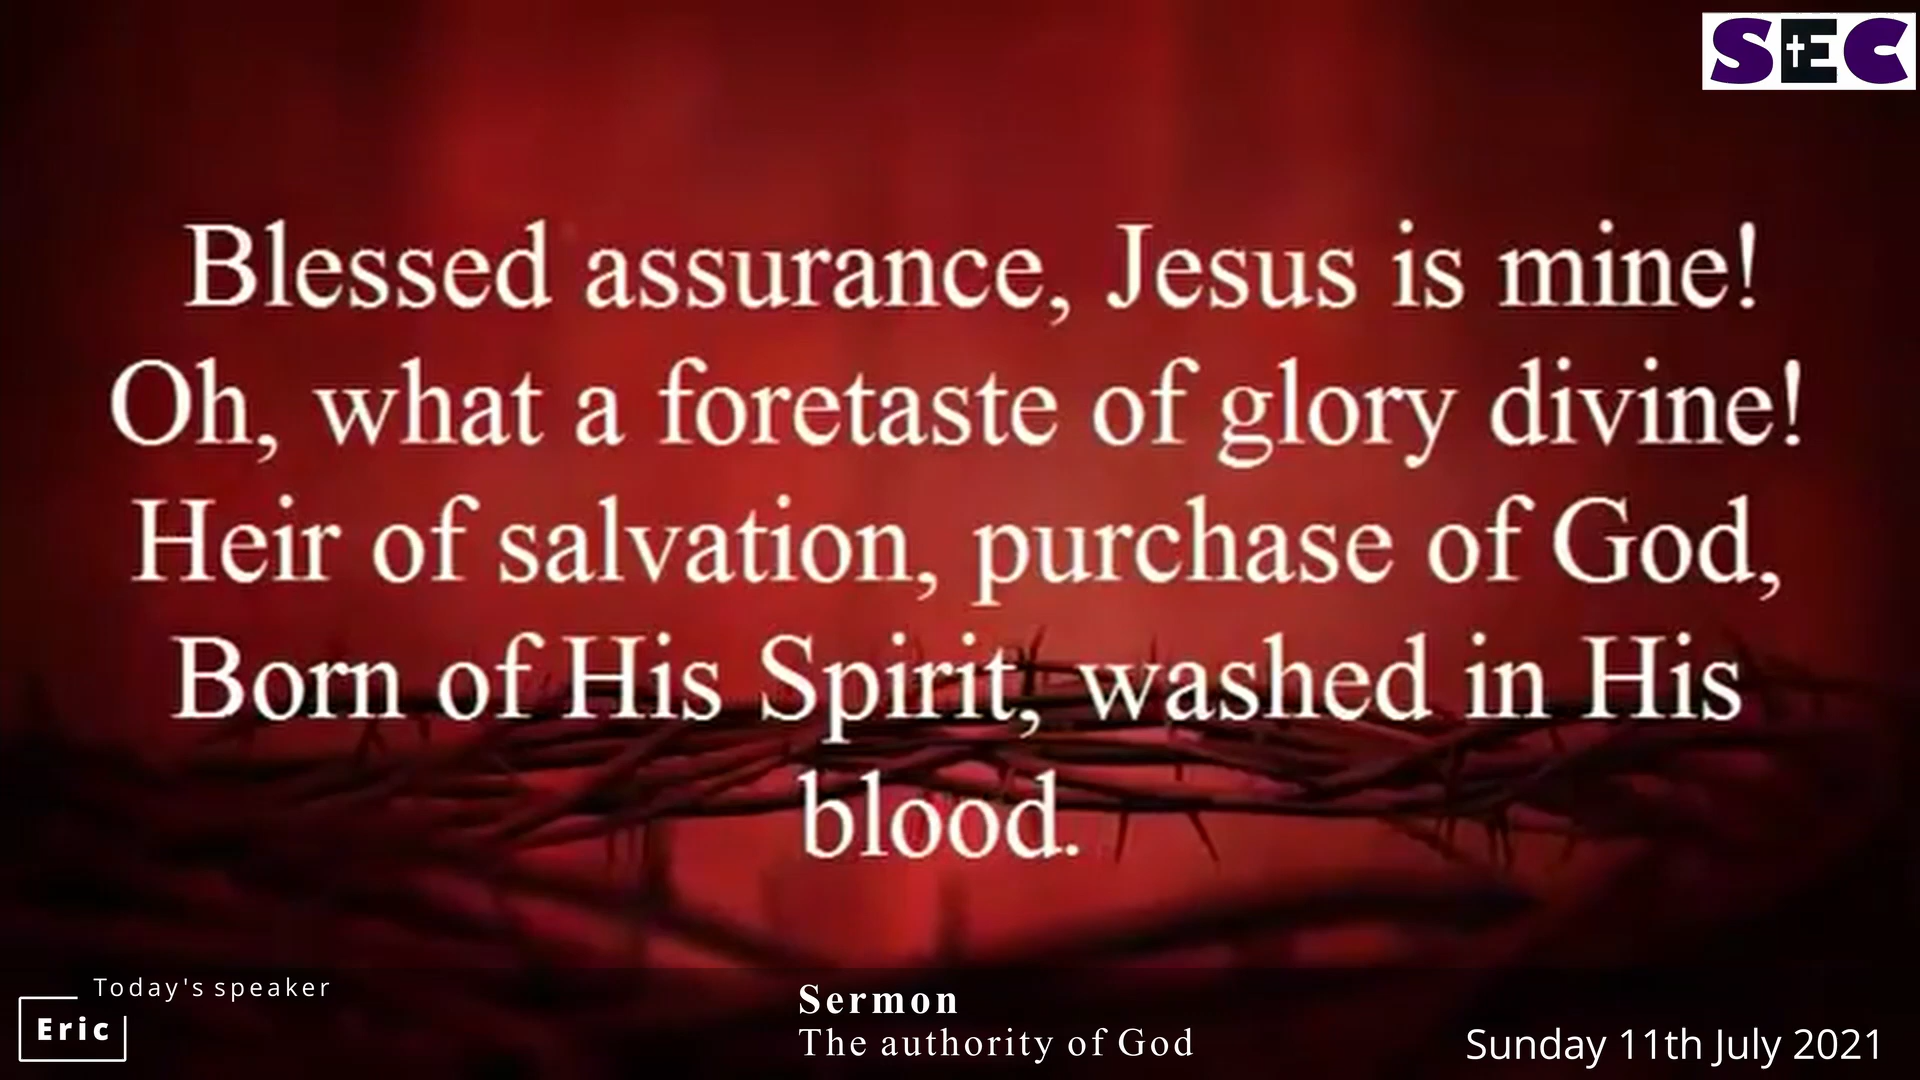 SEC
Blessed assurance, Jesus is mine!
Oh, what a foretaste of glory divine!
Heir of salvation, purchase of God,
Born of His Spirit, washed in His
blood.
Today's speaker
Eric
Sermon
The authority of God
Sunday 11th July 2021